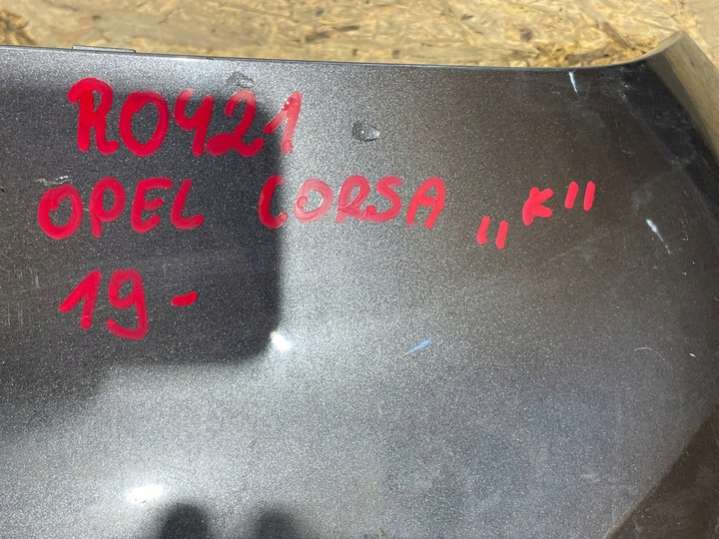 R0421
OPEL CORSA „K"
19-